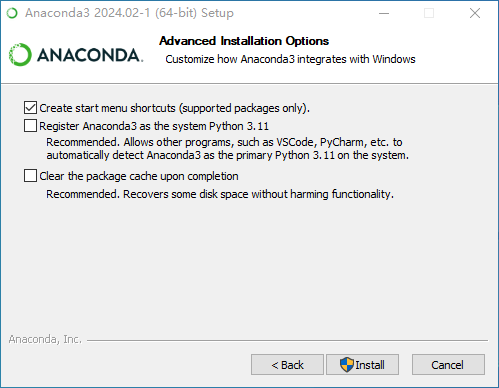 Anaconda3 2024.02-1 (64-bit) Setup
ANACONDA.
Advanced Installation Options
Customize how Anaconda3 integrates with Windows
Create start menu shortcuts (supported packages only).
Register Anaconda3 as the system Python 3.11
Recommended. Allows other programs, such as VSCode, PyCharm, etc. to
automatically detect Anaconda3 as the primary Python 3.11 on the system.
Clear the package cache upon completion
Recommended. Recovers some disk space without harming functionality.
Anaconda, Inc.
< Back
Install
Cancel